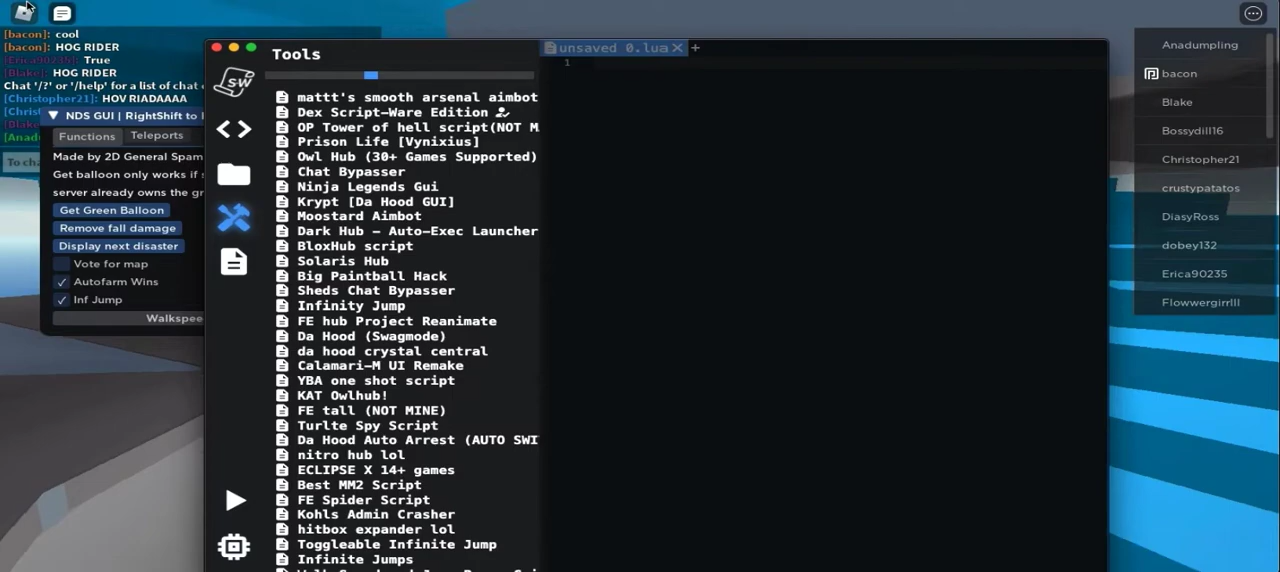 [bacon]: cool
[bacon]: HOG RIDER
[Erica90235]: True
[Blake]: HOG RIDER
Chat '/?' or '/help' for a list of chat
[Christopher21]: HOV RIADAAAA
NDS GUI | RightShift to
Functions
Teleports
Made by 2D General Spam
Get balloon only works if
server already owns the
Get Green Balloon
Remove fall damage
Display next disaster
Vote for map
Autofarm Wins
Inf Jump
Tools
SW
mattt's smooth arsenal aimbot
Dex Script-Ware Edition
OP Tower of hell script(NOT M
Prison Life [Vynixius]
Owl Hub (30+ Games Supported)
Chat Bypasser
Ninja Legends Gui
Krypt [Da Hood GUI]
Moostard Aimbot
Dark Hub - Auto-Exec Launcher
BloxHub script
Solaris Hub
Big Paintball Hack
Sheds Chat Bypasser
Infinity Jump
FE hub Project Reanimate
Da Hood (Swagmode)
da hood crystal central
Calamari-M UI Remake
YBA one shot script
KAT Owlhub!
FE tall (NOT MINE)
Turlte Spy Script
Da Hood Auto Arrest (AUTO SWI
nitro hub lol
ECLIPSE X 14+ games
Best MM2 Script
FE Spider Script
Kohls Admin Crasher
hitbox expander lol
Toggleable Infinite Jump
Infinite Jumps
unsaved 0.lua
1
Anadumpling
bacon
Blake
Bossydill16
Christopher21
crustypatatos
DiasyRoss
dobey132
Erica90235
Flowwergirrlll